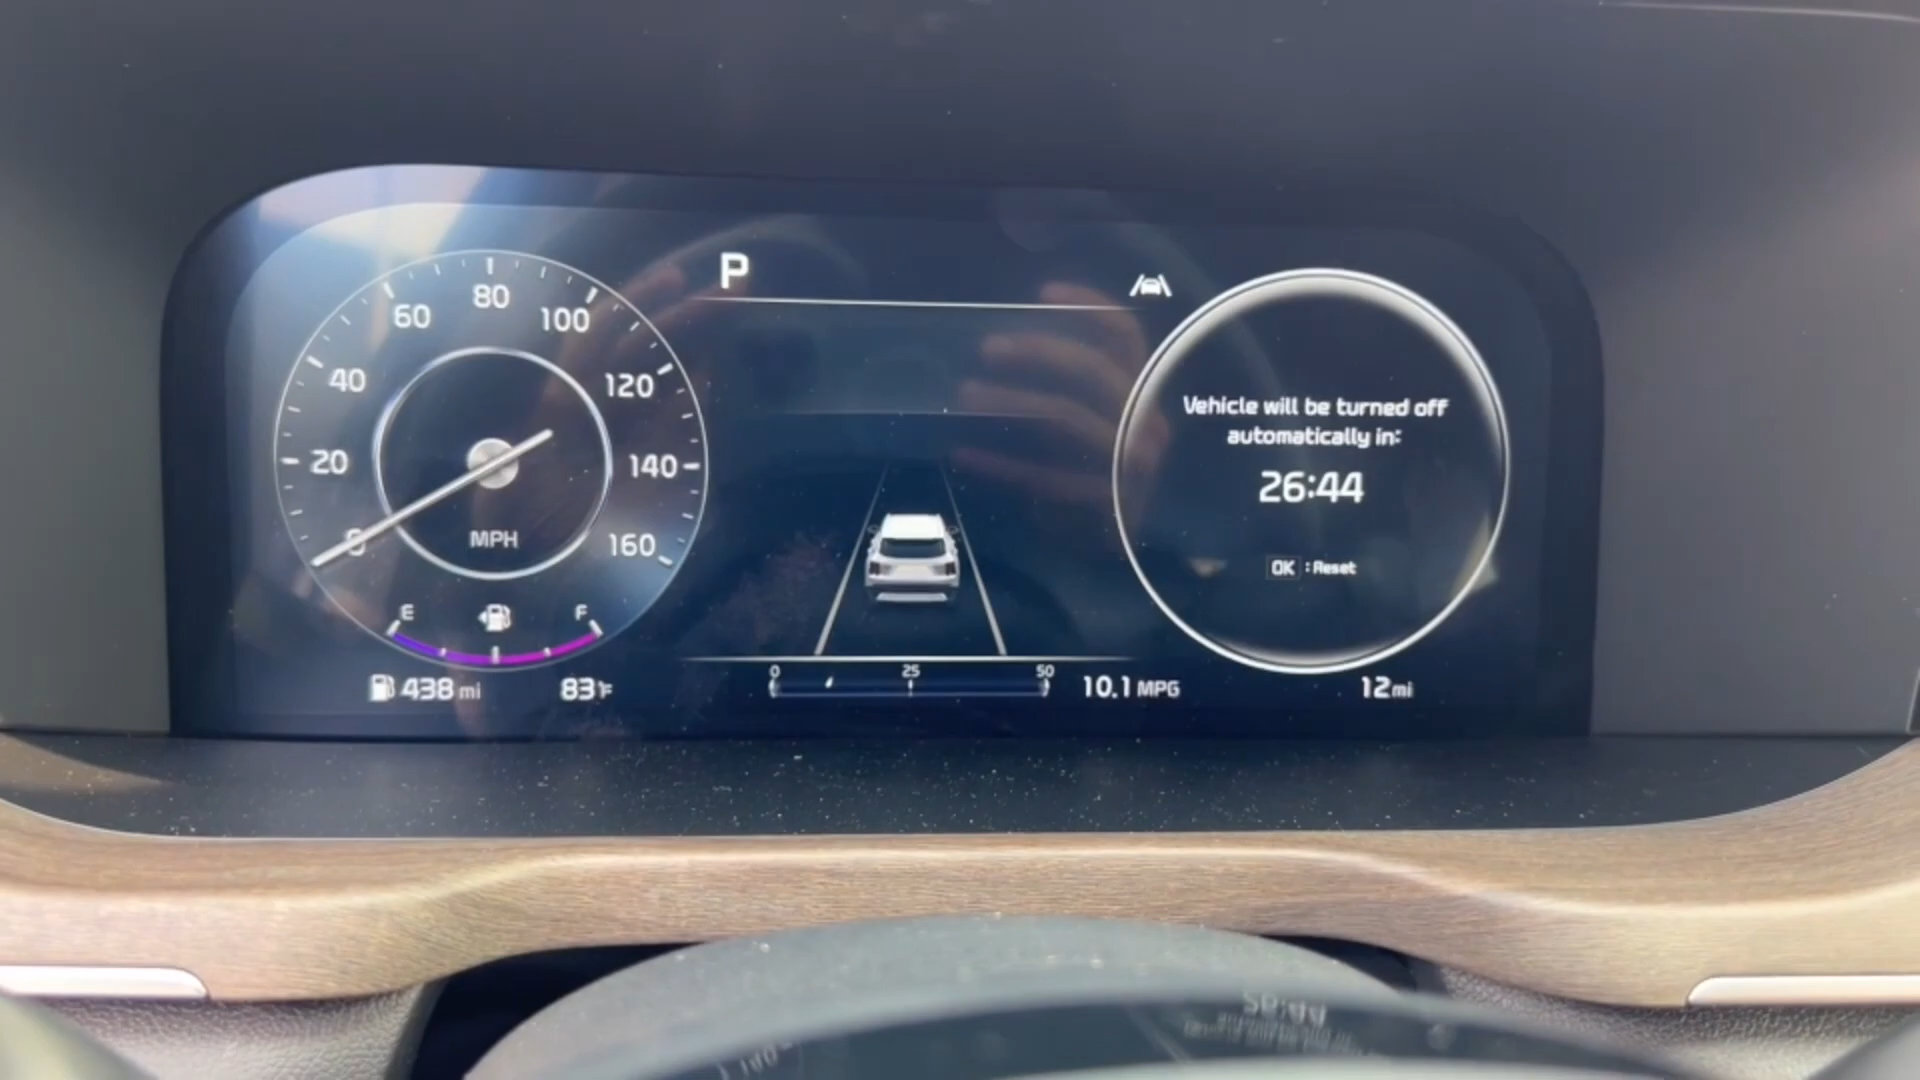 P
60
80
100
40
120
20
140
0
160
MPH
E
F
438 mi
83°F
0
25
50
10.1 MPG
Vehicle will be turned off
automatically in:
26:44
OK : Reset
12mi